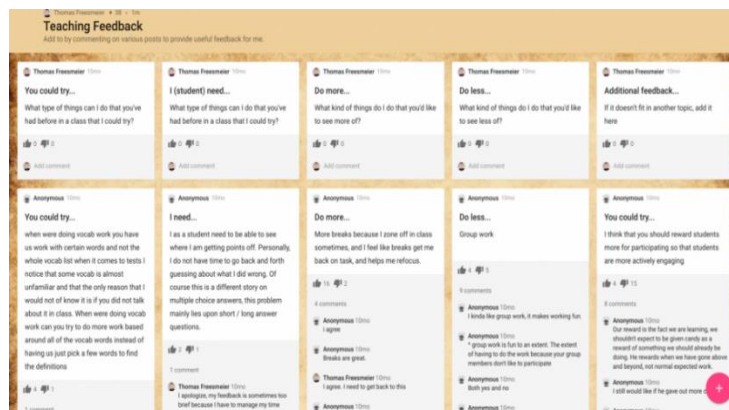 Thomas Freesmeier • 38 • 1m
Teaching Feedback
Add to by commenting on various posts to provide useful feedback for me.
Thomas Freesmeier 10mo
You could try...
What type of things can I do that you've
had before in a class that I could try?
0 0
Add comment
Thomas Freesmeier 10mo
I (student) need...
What type of things can I do that you've
had before in a class that I could try?
0 0
Add comment
Thomas Freesmeier 10mo
Do more...
What kind of things do I do that you'd like
to see more of?
0 0
Add comment
Thomas Freesmeier 10mo
Do less...
What kind of things do I do that you'd like
to see less of?
0 0
Add comment
Thomas Freesmeier 10mo
Additional feedback...
If it doesn't fit in another topic, add it
here
0 0
Add comment
Anonymous 10mo
You could try...
when were doing vocab work you have
us work with certain words and not the
whole vocab list when it comes to tests I
notice that some vocab is almost
unfamiliar and that the only reason that I
would not of know it is if you did not talk
about it in class. When were doing vocab
work can you try to do more work based
around all of the vocab words instead of
having us just pick a few words to find
the definitions
4 1
1 comment
Anonymous 10mo
I need...
I as a student need to be able to see
where I am getting points off. Personally,
I do not have time to go back and forth
guessing about what I did wrong. Of
course this is a different story on
multiple choice answers, this problem
mainly lies upon short / long answer
questions.
2 1
1 comment
Thomas Freesmeier 10mo
I apologize, my feedback is sometimes too
brief because I have to manage my time
Anonymous 10mo
Do more...
More breaks because I zone off in class
sometimes, and I feel like breaks get me
back on task, and helps me refocus.
16 2
4 comments
Anonymous 10mo
I agree
Anonymous 10mo
Breaks are great.
Thomas Freesmeier 10mo
I agree. I need to get back to this
Anonymous 10mo
Anonymous 10mo
Do less...
Group work
4 5
9 comments
Anonymous 10mo
I kinda like group work, it makes working fun.
Anonymous 10mo
* group work is fun to an extent. The extent
of having to do the work because your group
members don't like to participate
Anonymous 10mo
Both yes and no
Anonymous 10mo
Anonymous 10mo
You could try...
I think that you should reward students
more for participating so that students
are more actively engaging
4 15
8 comments
Anonymous 10mo
Our reward is the fact we are learning, we
shouldn't expect to be given candy as a
reward of something we should already be
doing. He rewards when we have gone above
and beyond, not normal expected work.
Anonymous 10mo
I still would like if he gave out more